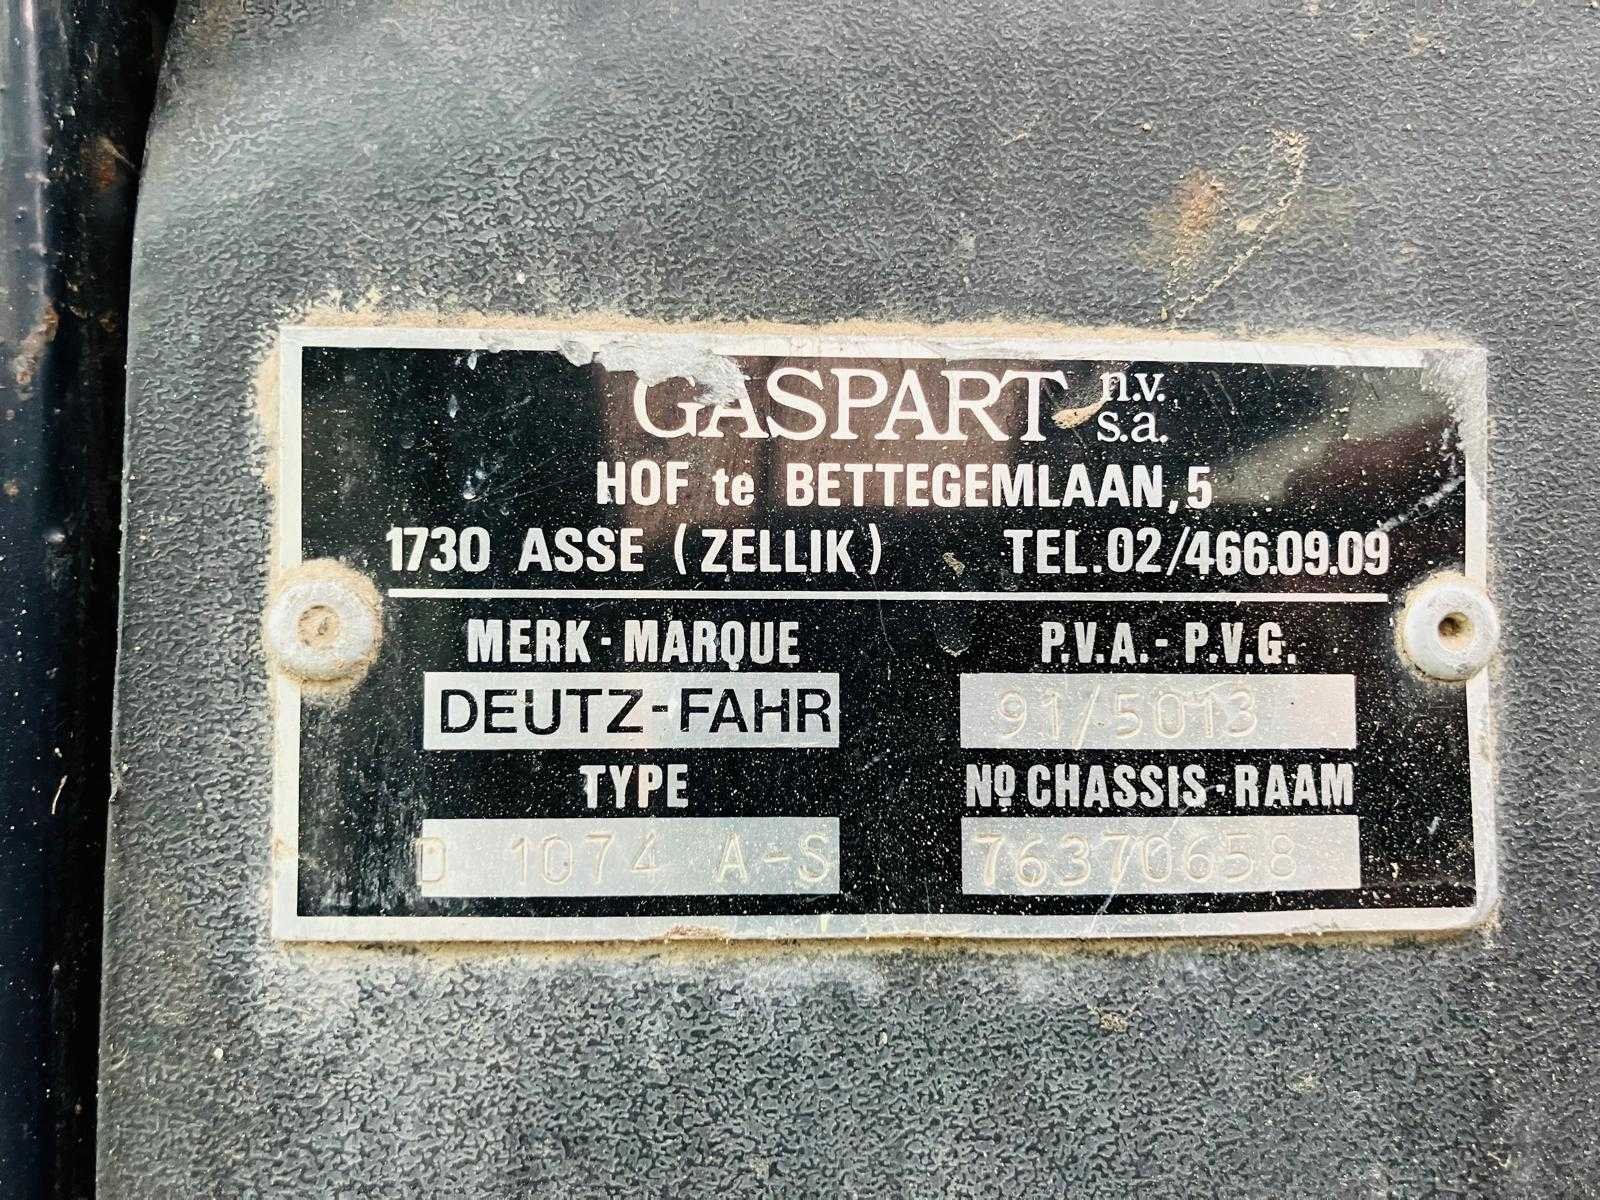 GASPART n.v. s.a.
HOF te BETTEGEMLAAN, 5
1730 ASSE (ZELLIK) TEL. 02/466.09.09
MERK - MARQUE P.V.A. - P.V.G.
DEUTZ-FAHR 91/5013
TYPE Nº CHASSIS - RAAM
D 1074 A-S 76370658